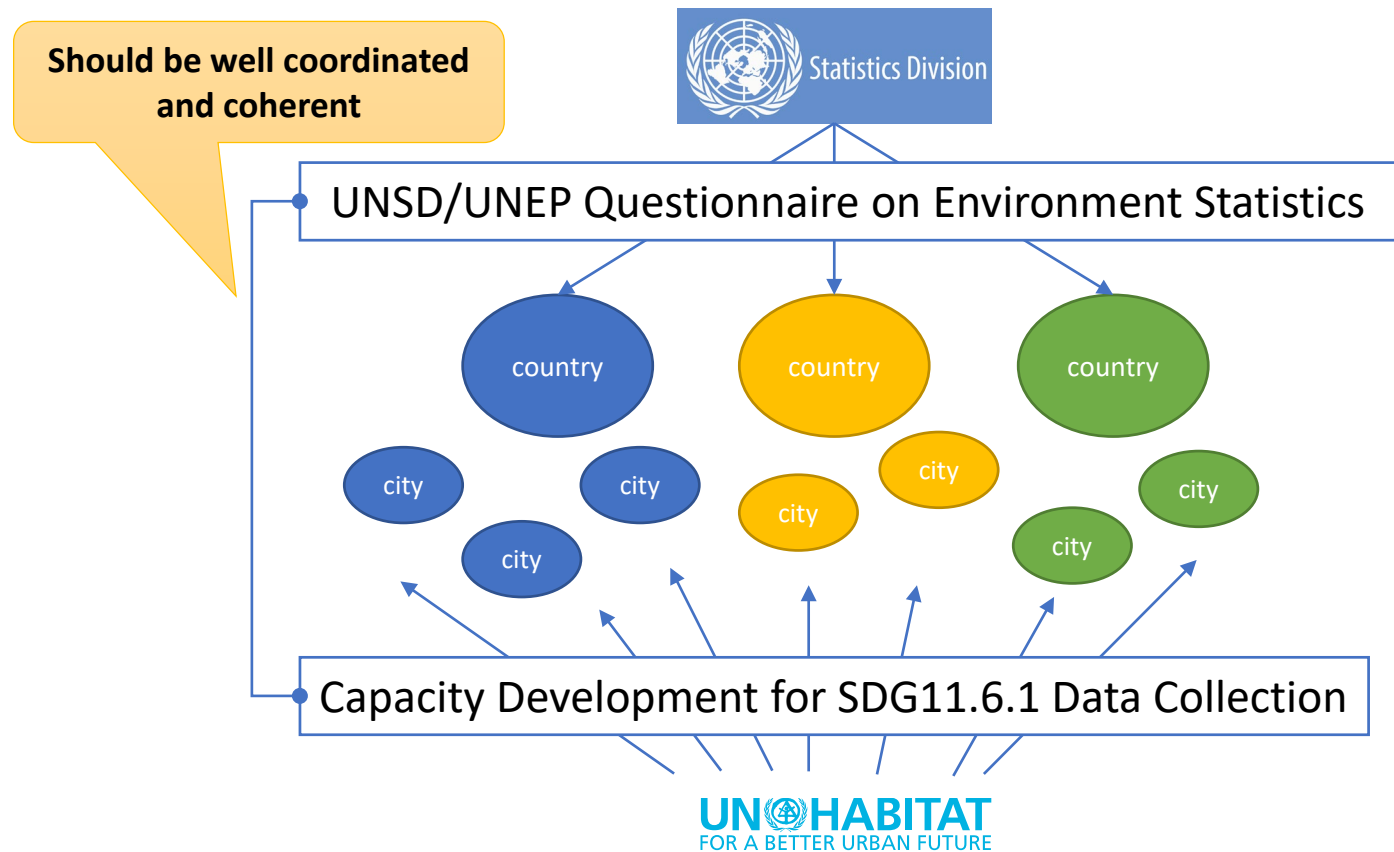 Should be well coordinated
and coherent
Statistics Division
UNSD/UNEP Questionnaire on Environment Statistics
country
country
country
city
city
city
city
city
city
city
Capacity Development for SDG11.6.1 Data Collection
UN HABITAT
FOR A BETTER URBAN FUTURE